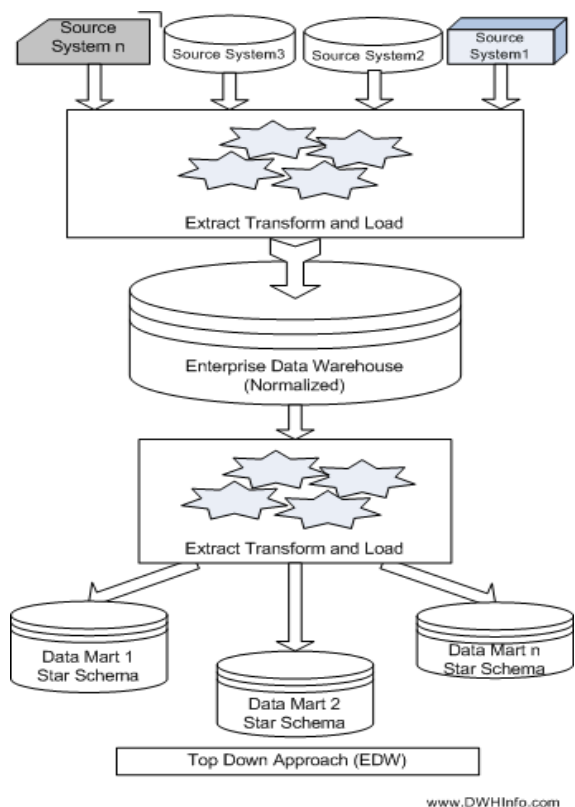 Source
System n
Source
System3
Source
System2
Source
System1
Extract Transform and Load
Enterprise Data Warehouse
(Normalized)
Extract Transform and Load
Data Mart 1
Star Schema
Data Mart 2
Star Schema
Data Mart n
Star Schema
Top Down Approach (EDW)
www.DWHInfo.com